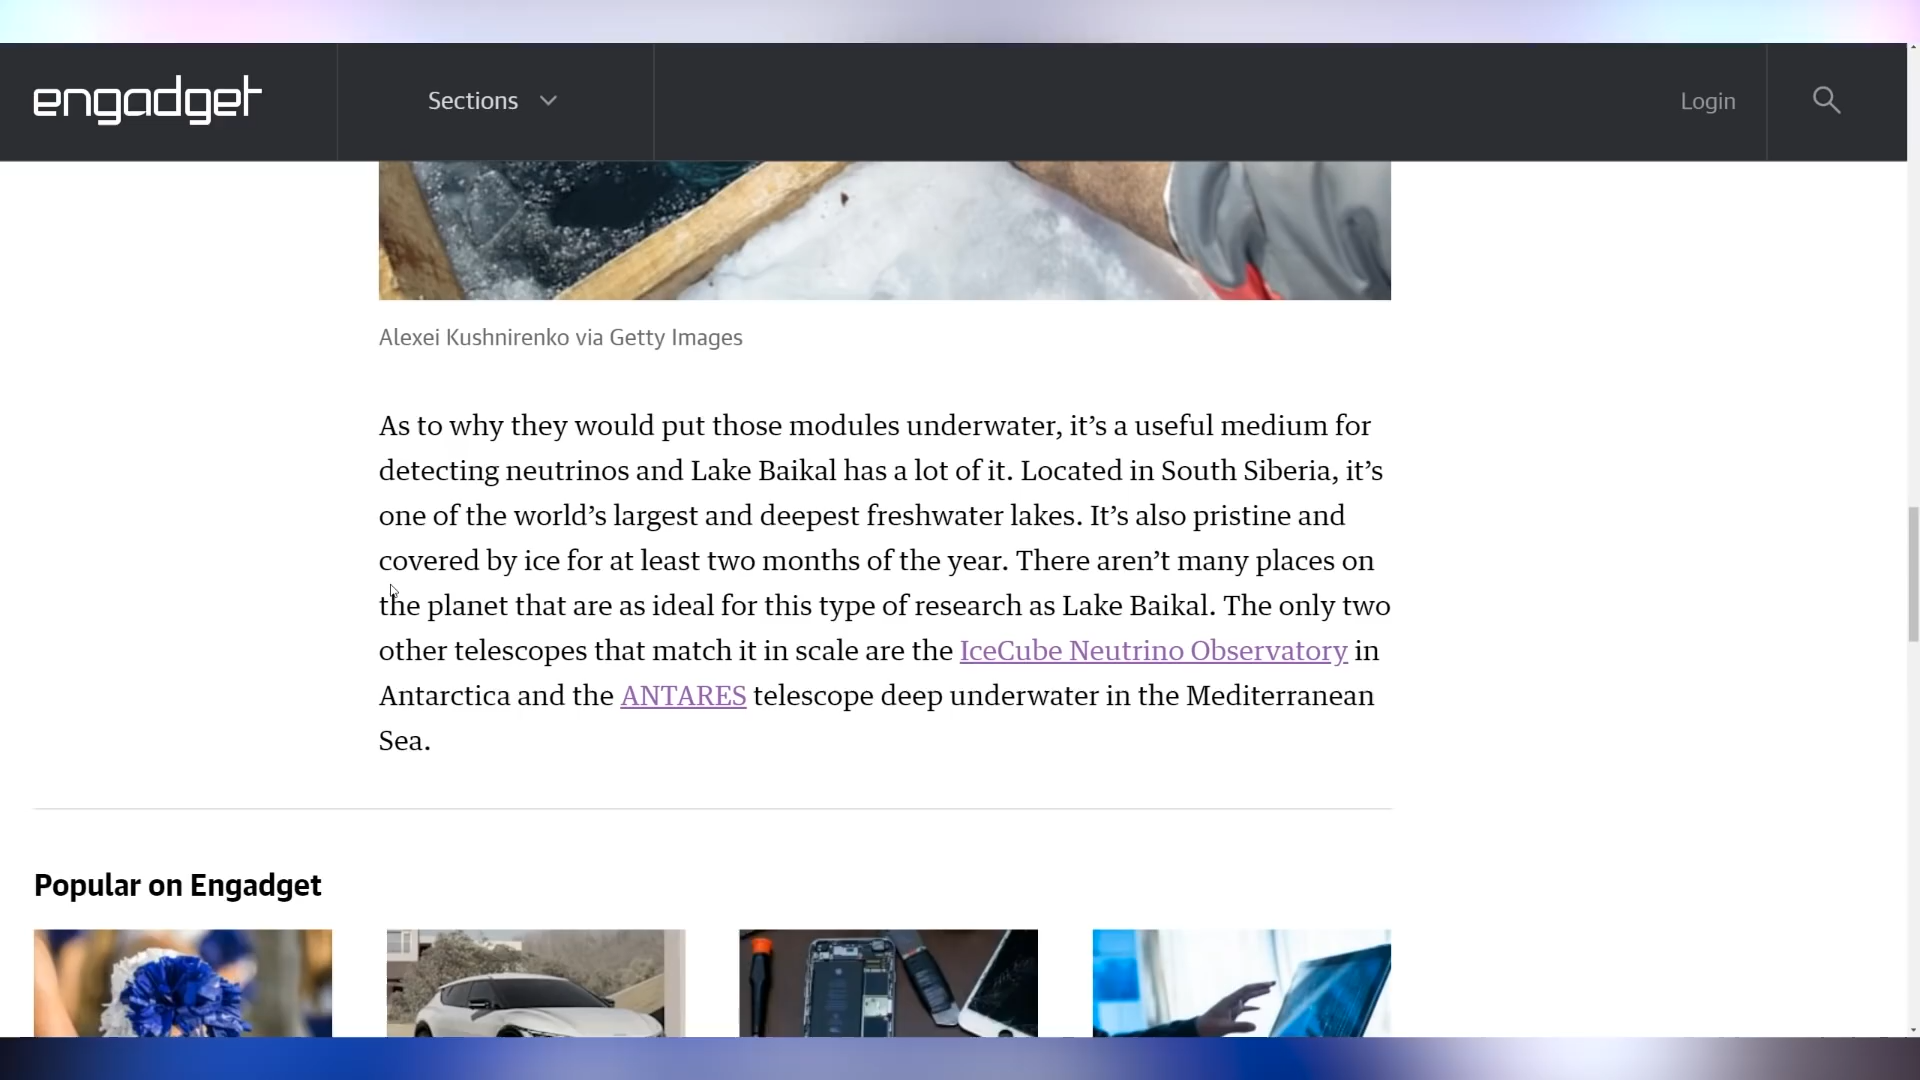 engadget
Sections
Login
Alexei Kushnirenko via Getty Images
As to why they would put those modules underwater, it’s a useful medium for
detecting neutrinos and Lake Baikal has a lot of it. Located in South Siberia, it’s
one of the world’s largest and deepest freshwater lakes. It’s also pristine and
covered by ice for at least two months of the year. There aren’t many places on
the planet that are as ideal for this type of research as Lake Baikal. The only two
other telescopes that match it in scale are the IceCube Neutrino Observatory in
Antarctica and the ANTARES telescope deep underwater in the Mediterranean
Sea.
Popular on Engadget